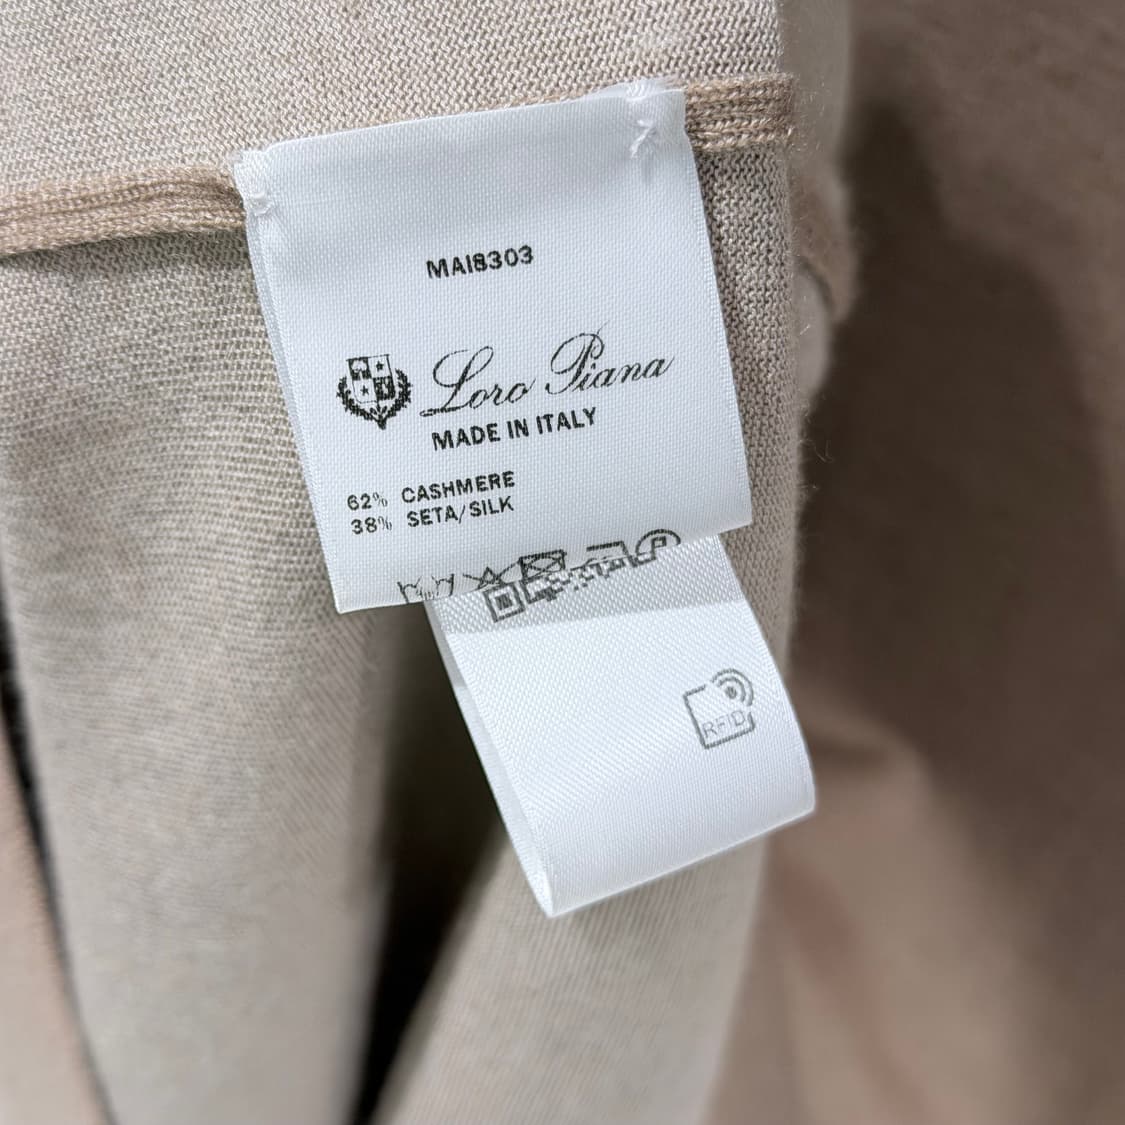 MAI8303
Loro Piana
MADE IN ITALY
62% CASHMERE
38% SETA/SILK
P
RFID